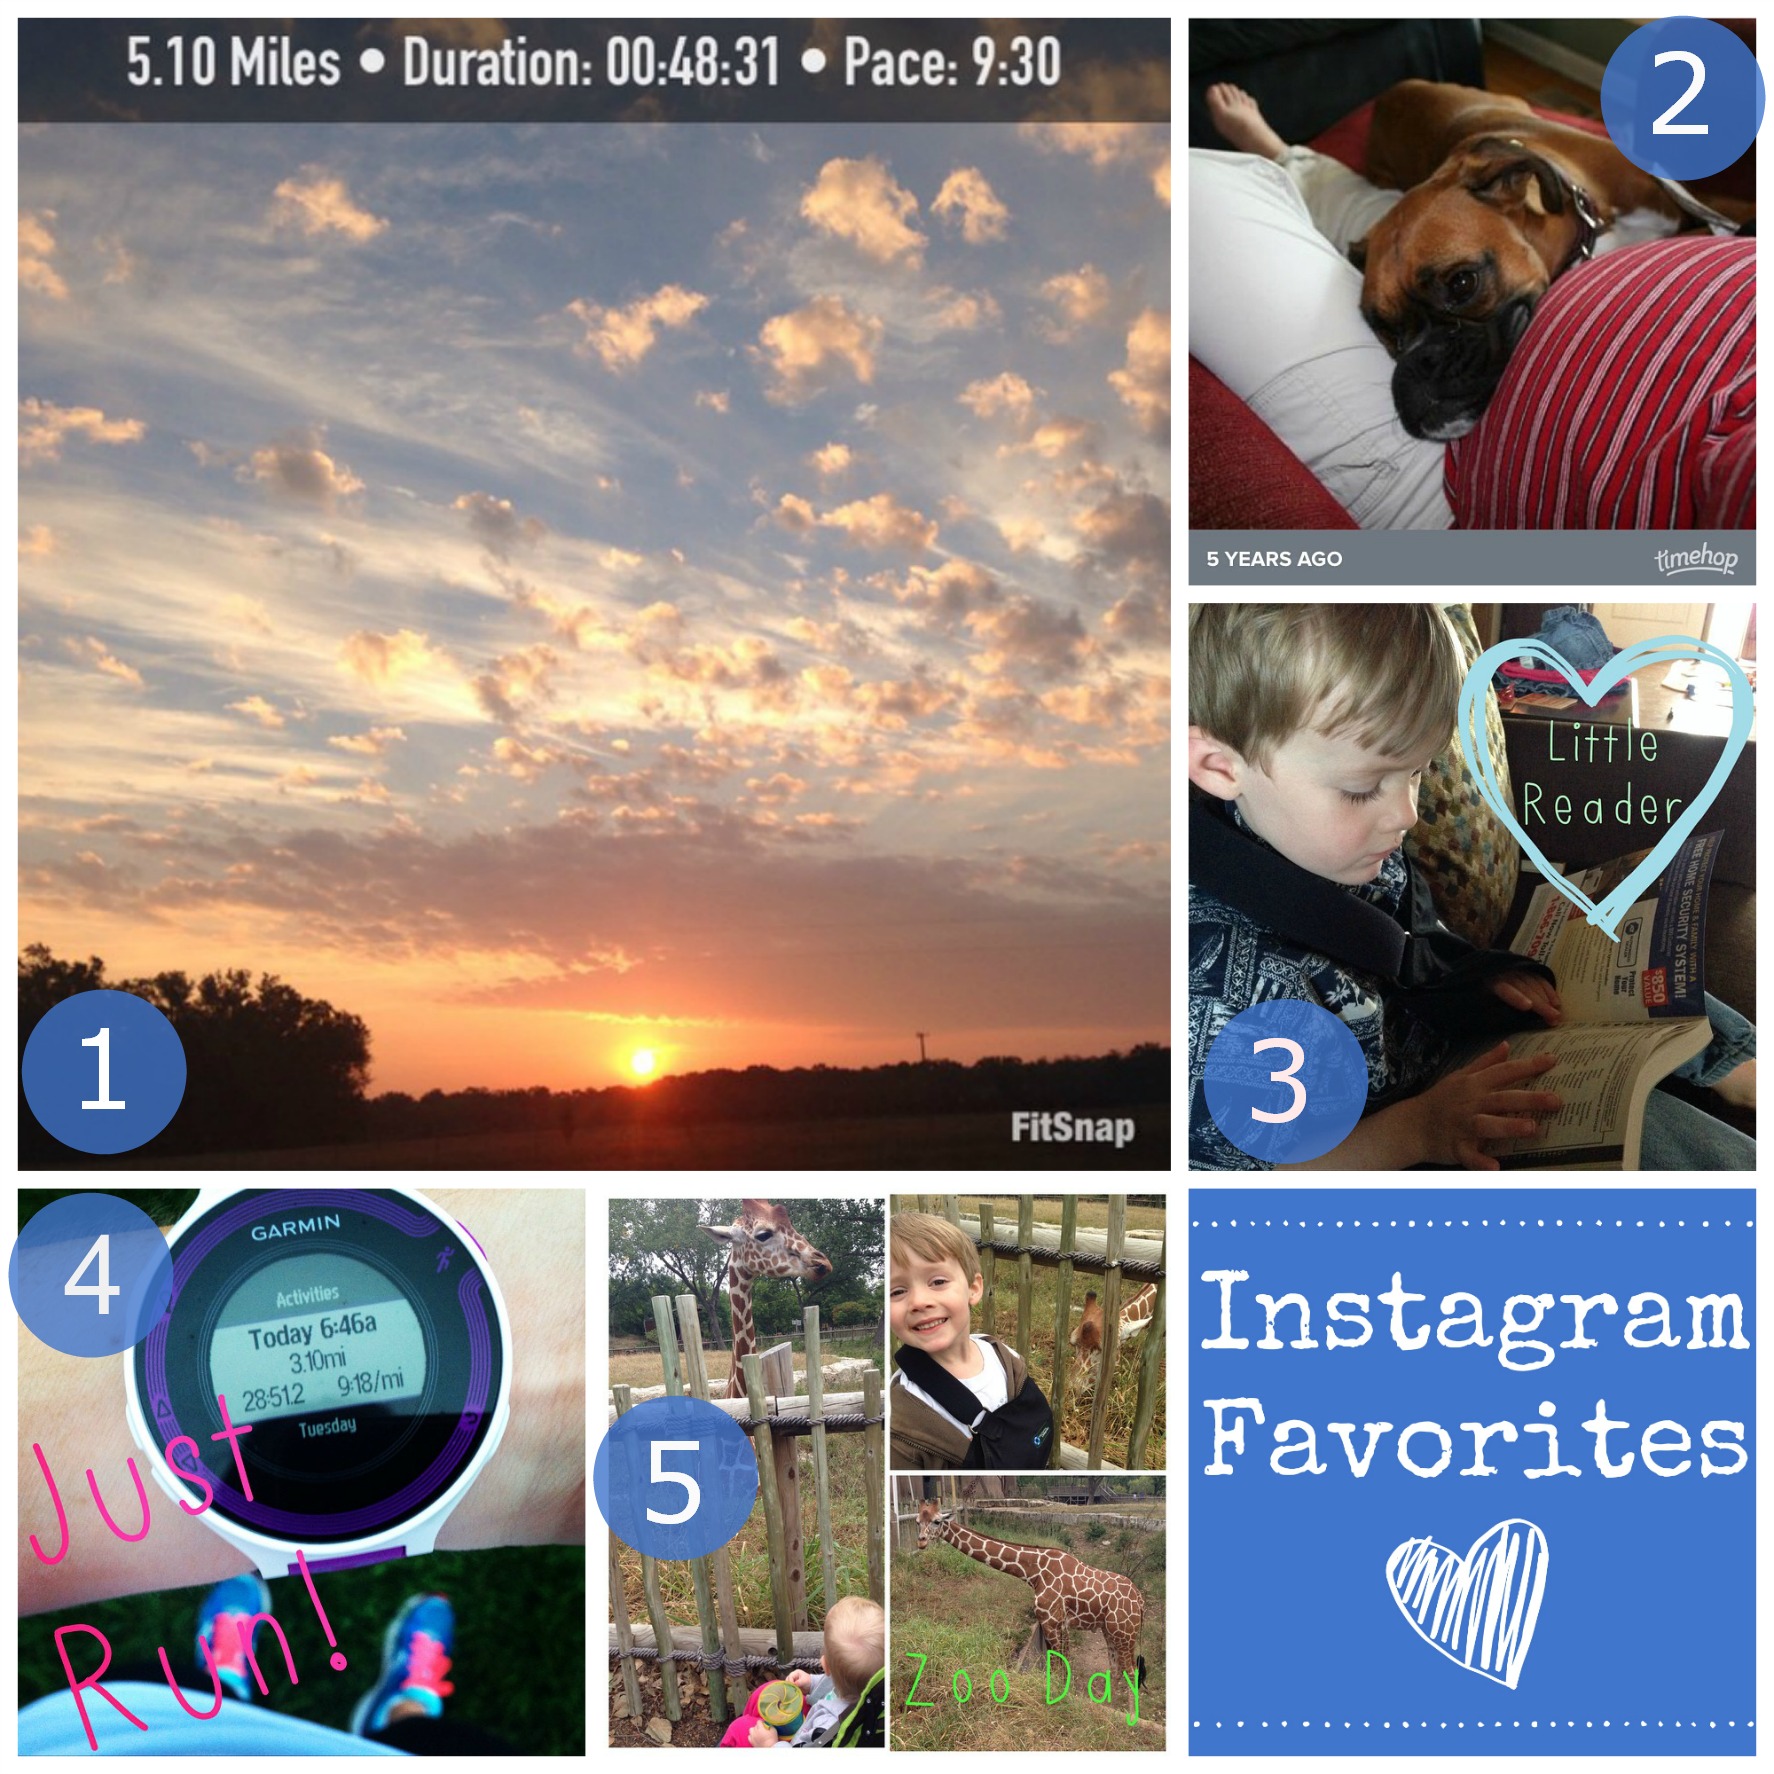 5.10 Miles • Duration: 00:48:31 • Pace: 9:30
1
FitSnap
2
5 YEARS AGO
timehop
Little
Reader
FREE HOME SECURITY SYSTEM!
$850
VALUE
3
4
GARMIN
Activities
Today 6:46a
3.10mi
28:51.2 9:18/mi
Tuesday
Just
Run!
5
Zoo Day
Instagram
Favorites